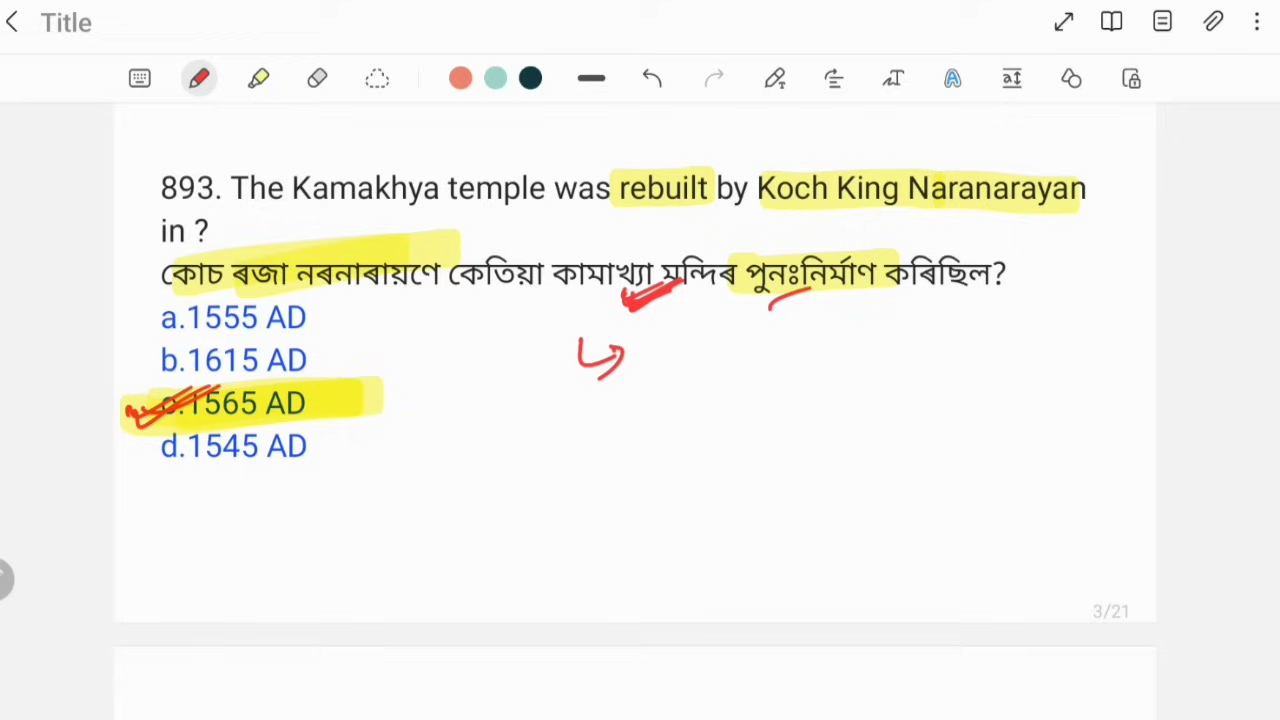 Title
893. The Kamakhya temple was rebuilt by Koch King Naranarayan
in ?
কোচ ৰজা নৰনাৰায়ণে কেতিয়া কামাখ্যা মন্দিৰ পুনঃনিৰ্মাণ কৰিছিল?
a.1555 AD
b.1615 AD
c.1565 AD
d.1545 AD
3/21